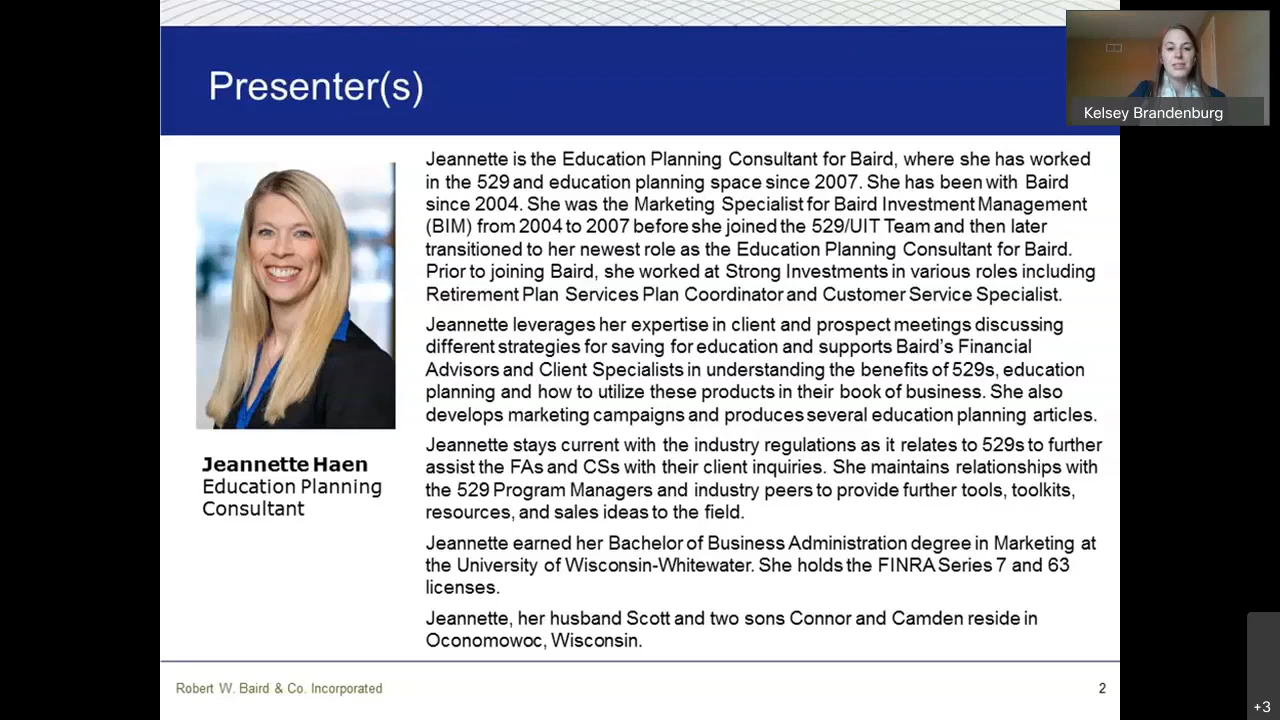 Presenter(s)
Kelsey Brandenburg
Jeannette is the Education Planning Consultant for Baird, where she has worked
in the 529 and education planning space since 2007. She has been with Baird
since 2004. She was the Marketing Specialist for Baird Investment Management
(BIM) from 2004 to 2007 before she joined the 529/UIT Team and then later
transitioned to her newest role as the Education Planning Consultant for Baird.
Prior to joining Baird, she worked at Strong Investments in various roles including
Retirement Plan Services Plan Coordinator and Customer Service Specialist.
Jeannette leverages her expertise in client and prospect meetings discussing
different strategies for saving for education and supports Baird's Financial
Advisors and Client Specialists in understanding the benefits of 529s, education
planning and how to utilize these products in their book of business. She also
develops marketing campaigns and produces several education planning articles.
Jeannette stays current with the industry regulations as it relates to 529s to further
assist the FAs and CSs with their client inquiries. She maintains relationships with
the 529 Program Managers and industry peers to provide further tools, toolkits,
resources, and sales ideas to the field.
Jeannette earned her Bachelor of Business Administration degree in Marketing at
the University of Wisconsin-Whitewater. She holds the FINRA Series 7 and 63
licenses.
Jeannette, her husband Scott and two sons Connor and Camden reside in
Oconomowoc, Wisconsin.
Jeannette Haen
Education Planning
Consultant
Robert W. Baird & Co. Incorporated
2
+3